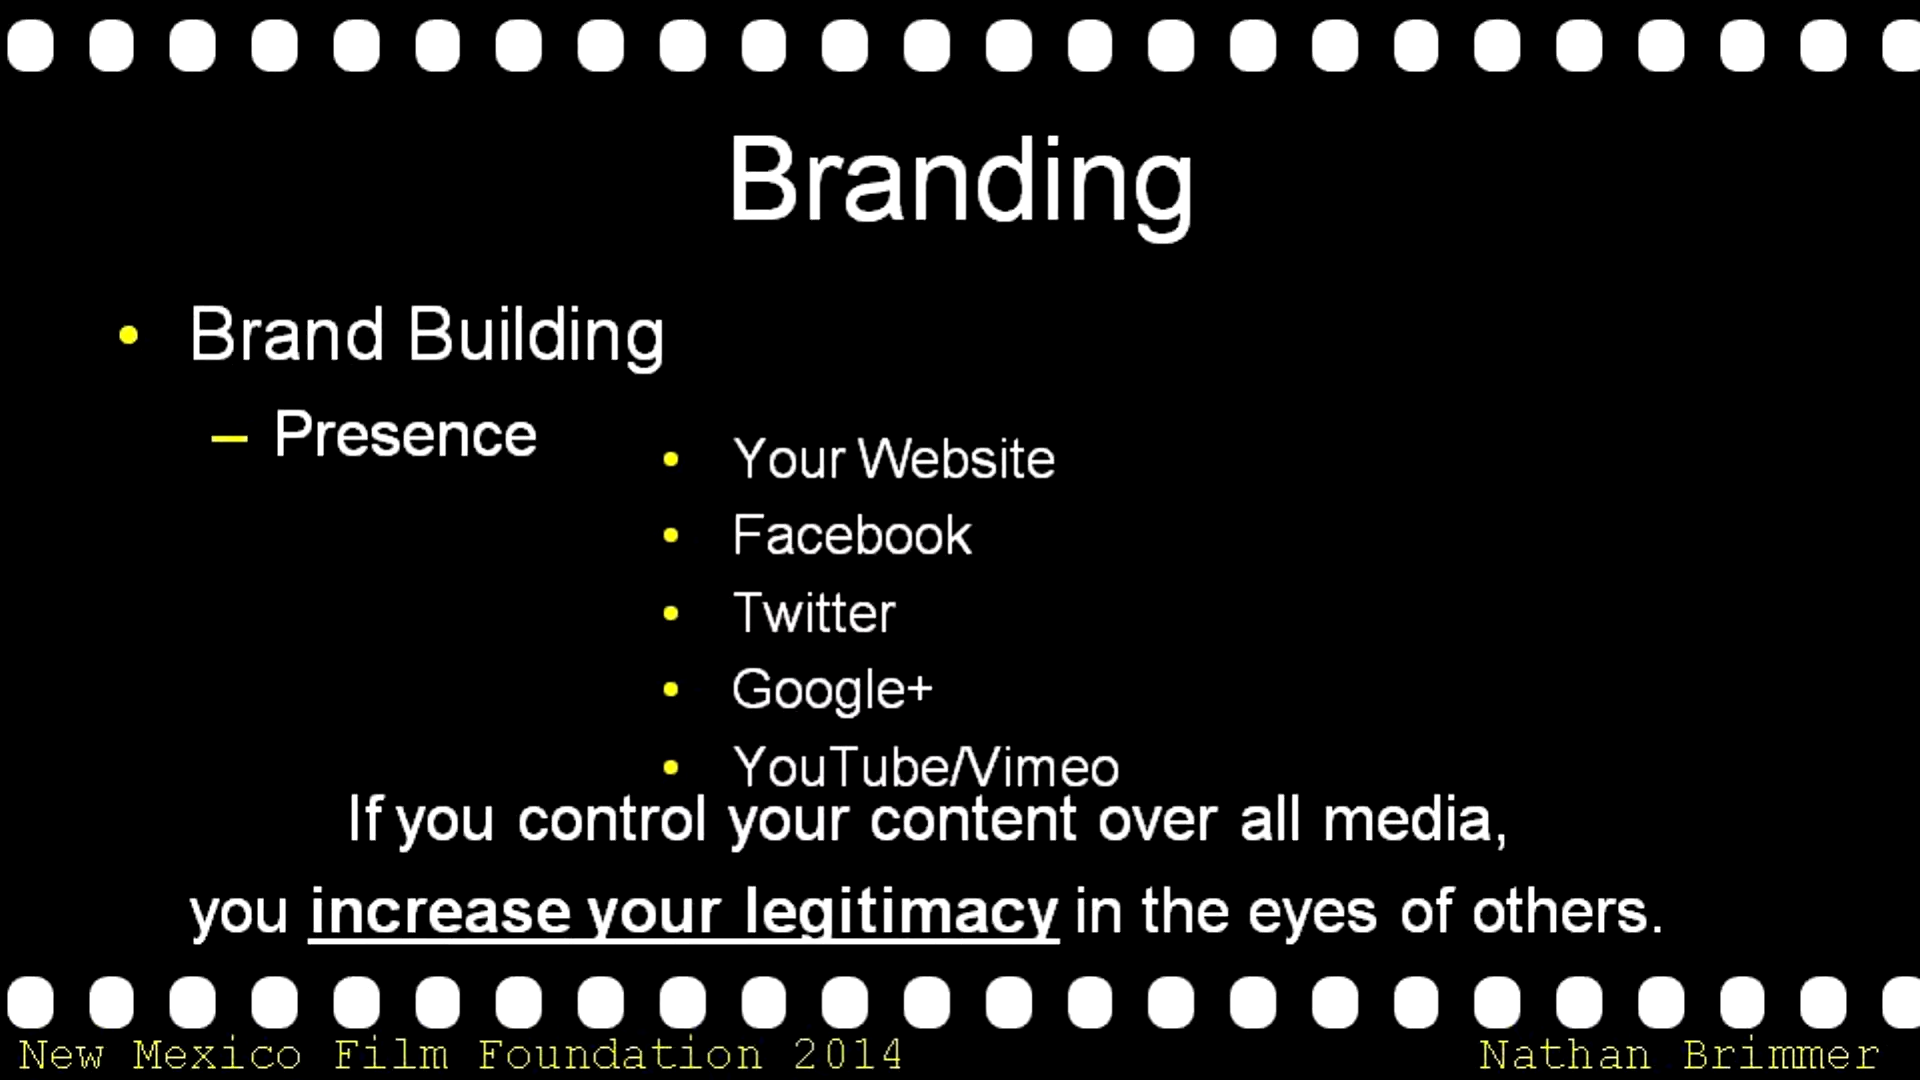 Branding
• Brand Building
– Presence
• Your Website
• Facebook
• Twitter
• Google+
• YouTube/Vimeo
If you control your content over all media,
you increase your legitimacy in the eyes of others.
New Mexico Film Foundation 2014
Nathan Brimmer